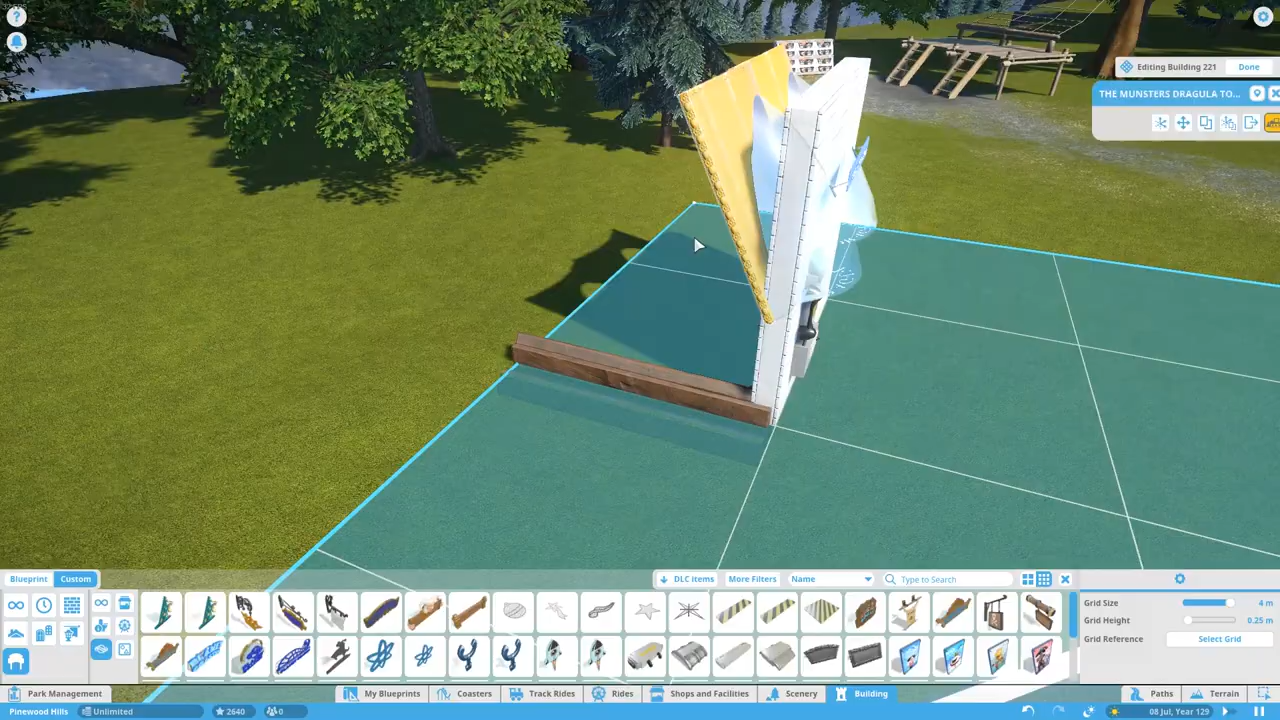 Editing Building 221
Done
THE MUNSTERS DRAGULA TO...
Blueprint
Custom
DLC items
More Filters
Name
Type to Search
Grid Size
4 m
Grid Height
0.25 m
Grid Reference
Select Grid
Park Management
My Blueprints
Coasters
Track Rides
Rides
Shops and Facilities
Scenery
Building
Paths
Terrain
Pinewood Hills
Unlimited
2640
0
08 Jul, Year 129